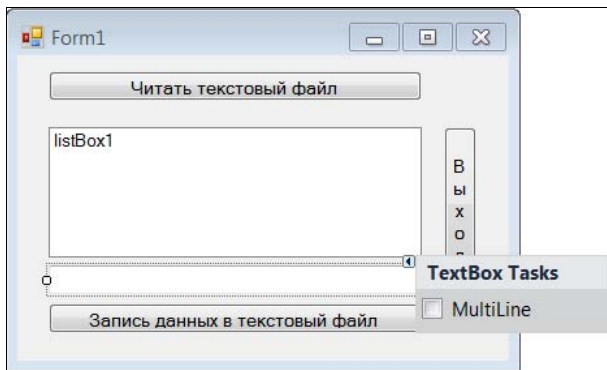 Form1
Читать текстовый файл
listBox1
В
ы
х
о
TextBox Tasks
MultiLine
Запись данных в текстовый файл